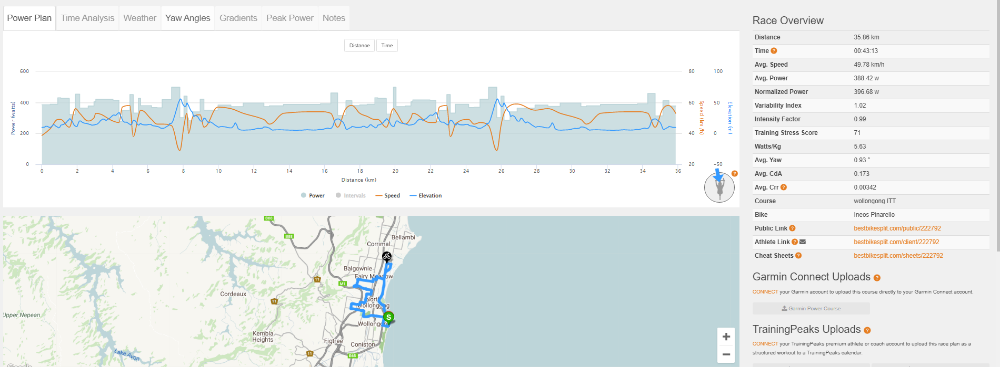 Power Plan
Time Analysis
Weather
Yaw Angles
Gradients
Peak Power
Notes
Distance
Time
600
400
200
0
Power (watts)
80
60
40
20
Speed (km /h)
100
50
0
-50
Elevation (m)
0 2 4 6 8 10 12 14 16 18 20 22 24 26 28 30 32 34 36
Distance (km)
Power
Intervals
Speed
Elevation
?
B88
B88
Bellambi
Corrimal
Balgownie
Fairy Meadow
11
M1
Cordeaux
11
North
Wollongong
Upper Nepean
S
Wollongong
Kembla
Heights
Figtree
Coniston
Lake Avon
11
B65
Google
+
−
Race Overview
Distance 35.86 km
Time ? 00:43:13
Avg. Speed 49.78 km/h
Avg. Power 388.42 w
Normalized Power 396.68 w
Variability Index 1.02
Intensity Factor 0.99
Training Stress Score 71
Watts/Kg 5.63
Avg. Yaw 0.93 °
Avg. CdA 0.173
Avg. Crr ? 0.00342
Course wollongong ITT
Bike Ineos Pinarello
Public Link ? bestbikesplit.com/public/222792
Athlete Link ? bestbikesplit.com/client/222792
Cheat Sheets ? bestbikesplit.com/sheets/222792
Garmin Connect Uploads ?
CONNECT your Garmin account to upload this course directly to your Garmin Connect account.
Garmin Power Course
TrainingPeaks Uploads ?
CONNECT your TrainingPeaks premium athlete or coach account to upload this race plan as a
structured workout to a TrainingPeaks calendar.